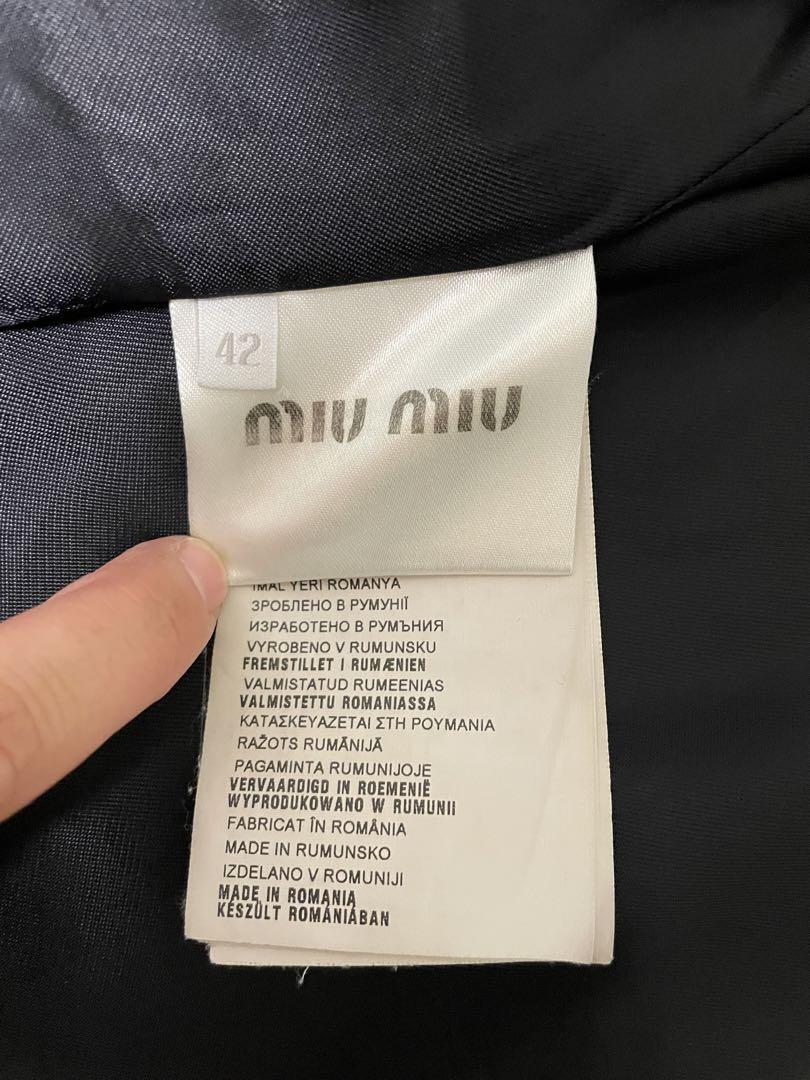 42
MIU MIU
IMAL YERI ROMANYA
ЗРОБЛЕНО В РУМУНІЇ
ИЗРАБОТЕНО В РУМЪНИЯ
VYROBENO V RUMUNSKU
FREMSTILLET I RUMÆNIEN
VALMISTATUD RUMEENIAS
VALMISTETTU ROMANIASSA
ΚΑΤΑΣΚΕΥΑΖΕΤΑΙ ΣΤΗ ΡΟΥΜΑΝΙΑ
RAŽOTS RUMĀNIJĀ
PAGAMINTA RUMUNIJOJE
VERVAARDIGD IN ROEMENIË
WYPRODUKOWANO W RUMUNII
FABRICAT ÎN ROMÂNIA
MADE IN RUMUNSKO
IZDELANO V ROMUNIJI
MADE IN ROMANIA
KÉSZÜLT ROMÁNIÁBAN